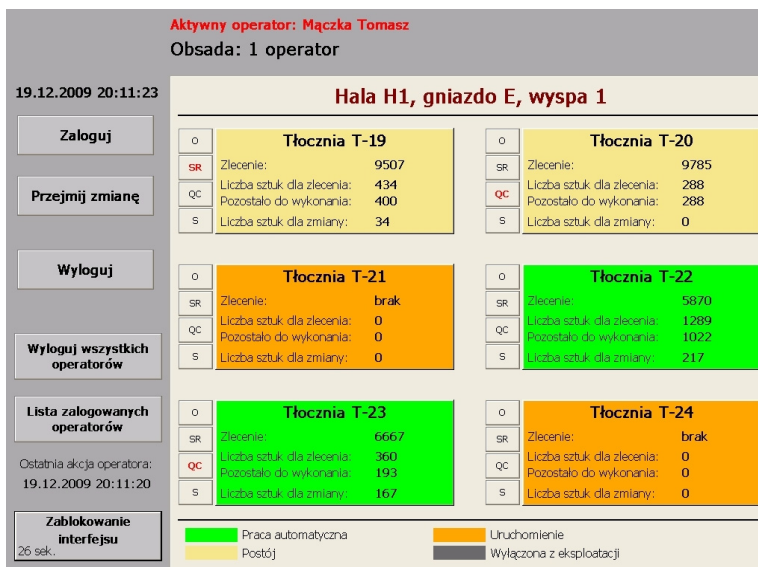 Aktywny operator: Mączka Tomasz
Obsada: 1 operator
19.12.2009 20:11:23
Hala H1, gniazdo E, wyspa 1
Zaloguj
Przejmij zmianę
Wyloguj
Wyloguj wszystkich
operatorów
Lista zalogowanych
operatorów
Ostatnia akcja operatora:
19.12.2009 20:11:20
Zablokowanie
interfejsu
26 sek.
O
Tłocznia T-19
SR
Zlecenie: 9507
QC
Liczba sztuk dla zlecenia: 434
Pozostało do wykonania: 400
S
Liczba sztuk dla zmiany: 34
O
Tłocznia T-20
SR
Zlecenie: 9785
QC
Liczba sztuk dla zlecenia: 288
Pozostało do wykonania: 288
S
Liczba sztuk dla zmiany: 0
O
Tłocznia T-21
SR
Zlecenie: brak
QC
Liczba sztuk dla zlecenia: 0
Pozostało do wykonania: 0
S
Liczba sztuk dla zmiany: 0
O
Tłocznia T-22
SR
Zlecenie: 5870
QC
Liczba sztuk dla zlecenia: 1289
Pozostało do wykonania: 1022
S
Liczba sztuk dla zmiany: 217
O
Tłocznia T-23
SR
Zlecenie: 6667
QC
Liczba sztuk dla zlecenia: 360
Pozostało do wykonania: 193
S
Liczba sztuk dla zmiany: 167
O
Tłocznia T-24
SR
Zlecenie: brak
QC
Liczba sztuk dla zlecenia: 0
Pozostało do wykonania: 0
S
Liczba sztuk dla zmiany: 0
Praca automatyczna
Uruchomienie
Postój
Wyłączona z eksploatacji